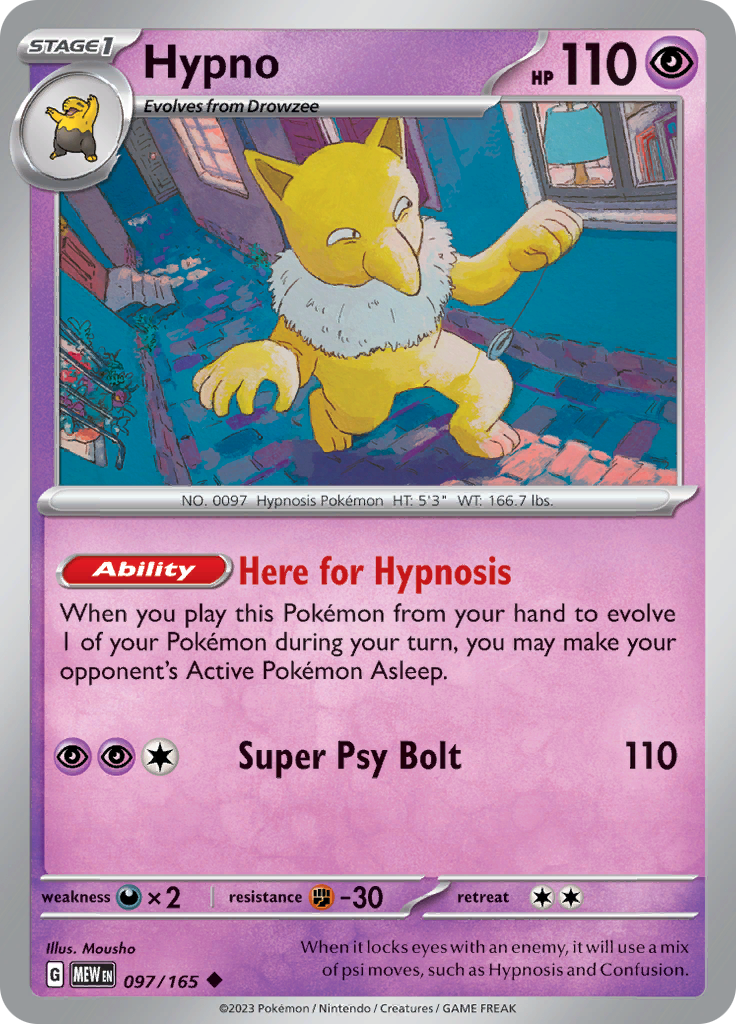 STAGE1
Hypno
HP 110
Evolves from Drowzee
NO. 0097 Hypnosis Pokémon HT: 5'3" WT: 166.7 lbs.
Ability Here for Hypnosis
When you play this Pokémon from your hand to evolve
1 of your Pokémon during your turn, you may make your
opponent's Active Pokémon Asleep.
Super Psy Bolt 110
weakness ×2 resistance -30 retreat
Illus. Mousho
When it locks eyes with an enemy, it will use a mix
of psi moves, such as Hypnosis and Confusion.
G MEW EN 097/165
©2023 Pokémon / Nintendo / Creatures / GAME FREAK